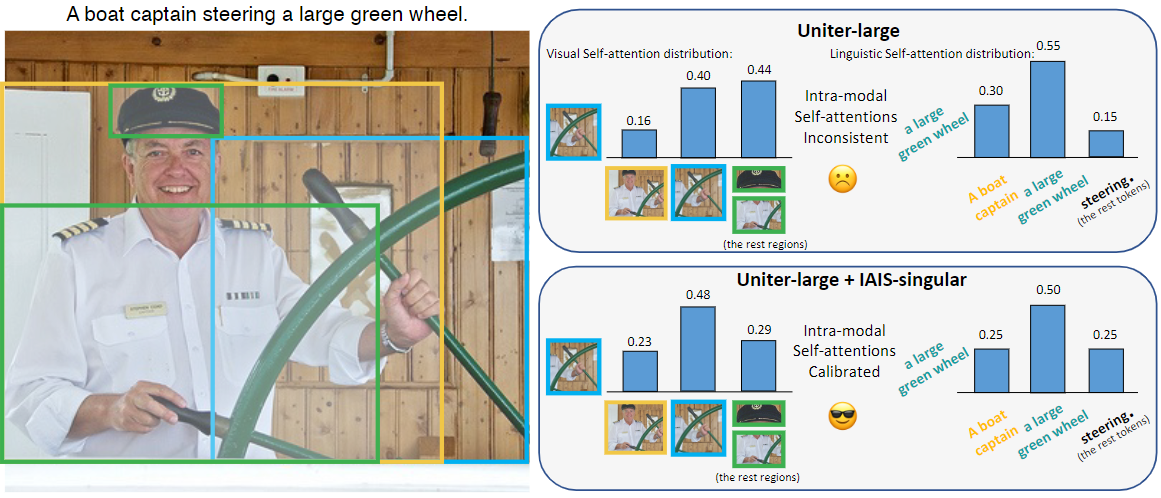 A boat captain steering a large green wheel.
Uniter-large
Visual Self-attention distribution:
Linguistic Self-attention distribution:
0.16
0.40
0.44
Intra-modal
Self-attentions
Inconsistent
a large
green wheel
0.30
0.55
0.15
(the rest regions)
A boat
captain
a large
green wheel
steering.
(the rest tokens)
Uniter-large + IAIS-singular
0.23
0.48
0.29
Intra-modal
Self-attentions
Calibrated
a large
green wheel
0.25
0.50
0.25
(the rest regions)
A boat
captain
a large
green wheel
steering.
(the rest tokens)